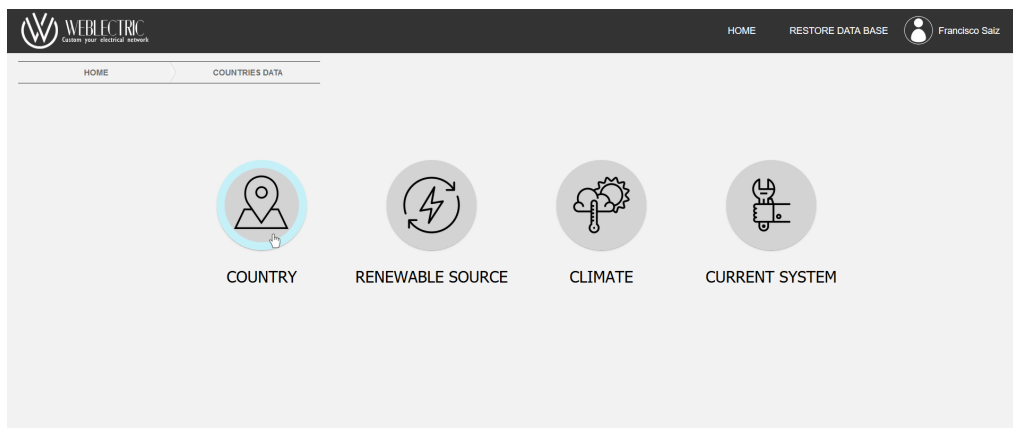 WEBLECTRIC
Custom your electrical network
HOME
RESTORE DATA BASE
Francisco Saiz
HOME
COUNTRIES DATA
COUNTRY
RENEWABLE SOURCE
CLIMATE
CURRENT SYSTEM